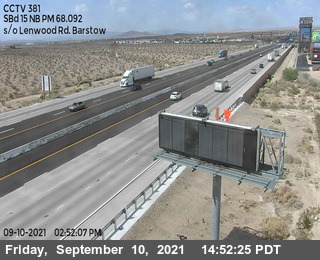 CCTV 381
SBd 15 NB PM 68.092
s/o Lenwood Rd. Barstow
09-10-2021 02:52:07 PM
Friday, September 10, 2021 14:52:25 PDT